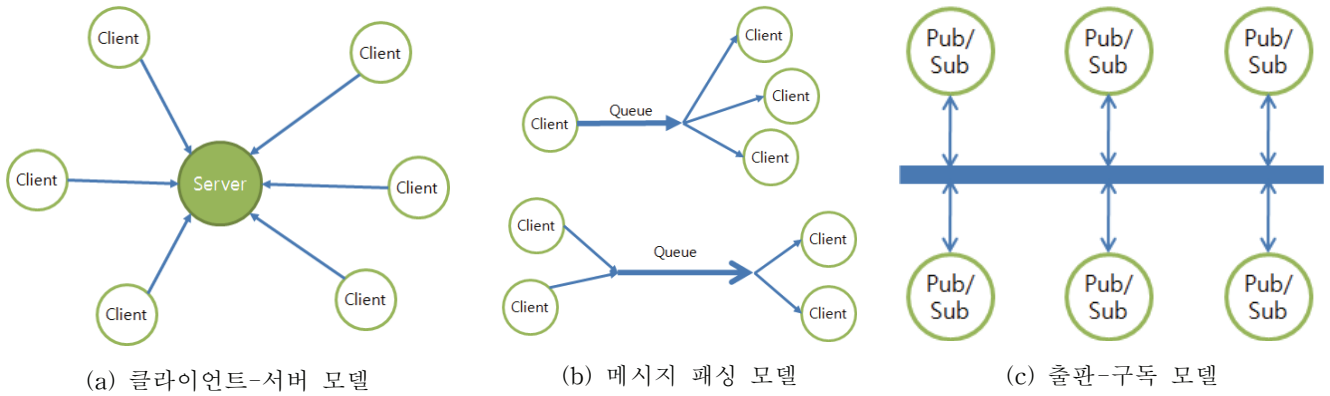 Client
Client
Client
Server
Client
Client
Client
(a) 클라이언트-서버 모델
Client
Queue
Client
Client
Client
Client
Queue
Client
Client
Client
(b) 메시지 패싱 모델
Pub/
Sub
Pub/
Sub
Pub/
Sub
Pub/
Sub
Pub/
Sub
Pub/
Sub
(c) 출판-구독 모델